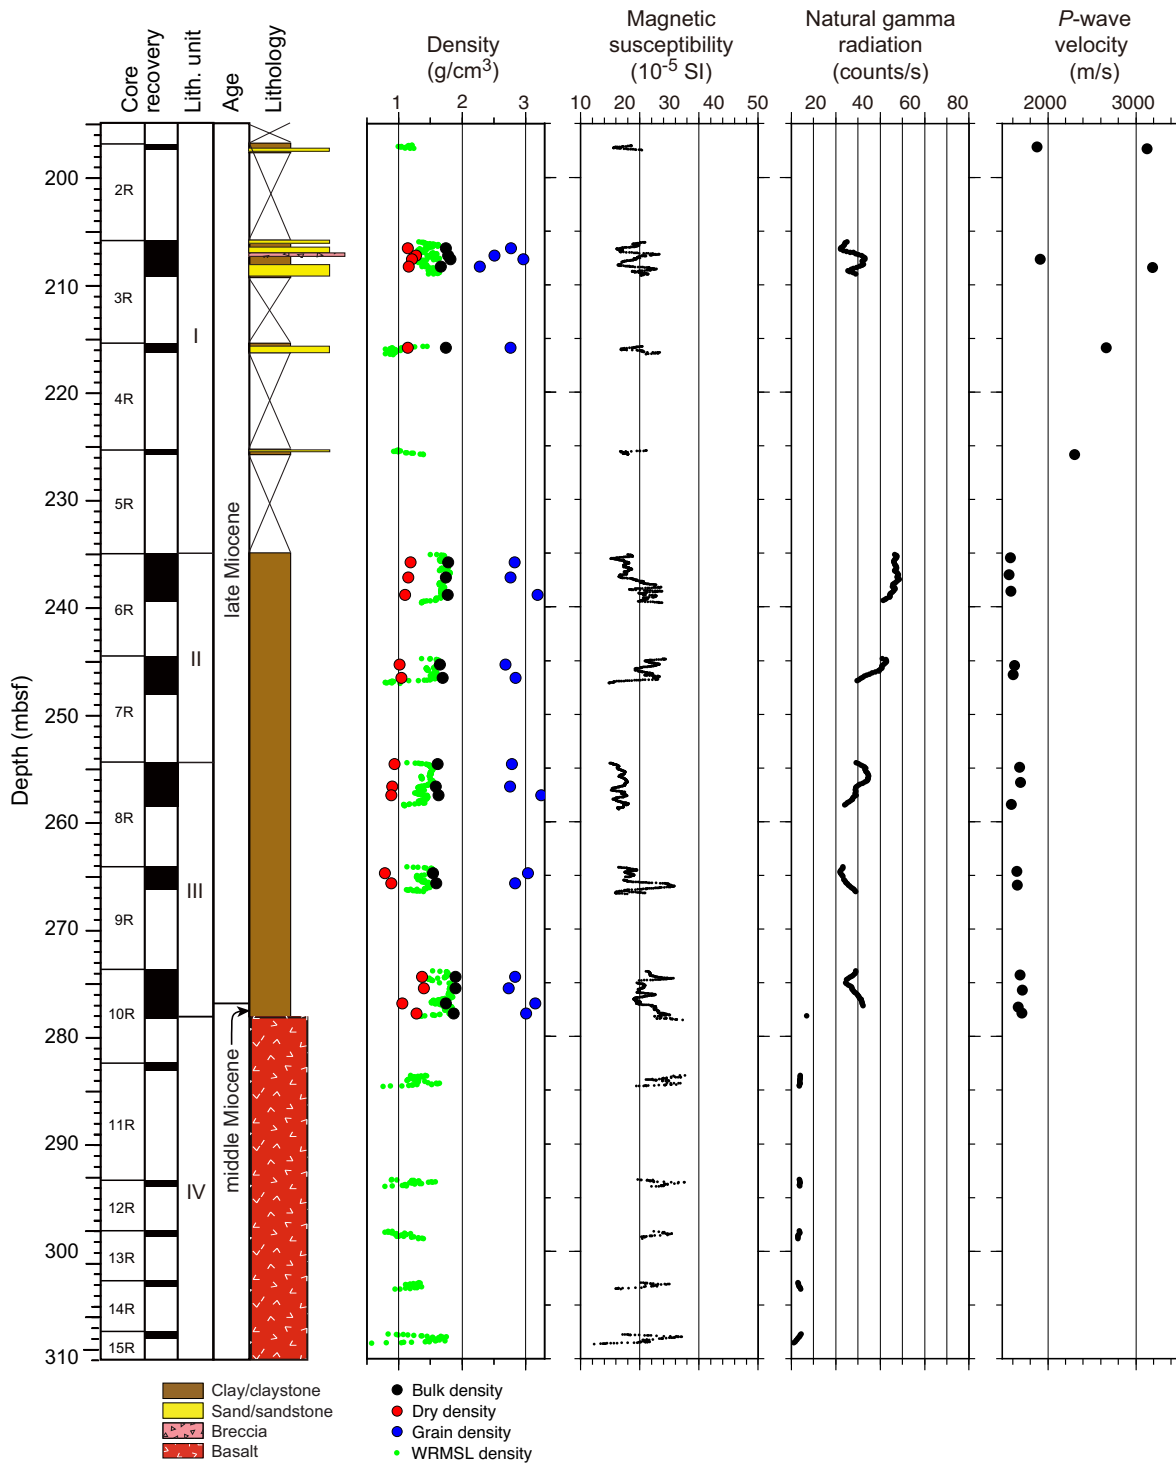 Core
recovery
Lith. unit
Age
Lithology
Density
(g/cm3)
1
2
3
Magnetic
susceptibility
(10-5 SI)
10
20
30
40
50
Natural gamma
radiation
(counts/s)
20
40
60
80
P-wave
velocity
(m/s)
2000
3000
Depth (mbsf)
200
210
220
230
240
250
260
270
280
290
300
310
2R
3R
4R
5R
6R
7R
8R
9R
10R
11R
12R
13R
14R
15R
I
II
III
IV
late Miocene
middle Miocene
Clay/claystone
Sand/sandstone
Breccia
Basalt
Bulk density
Dry density
Grain density
WRMSL density